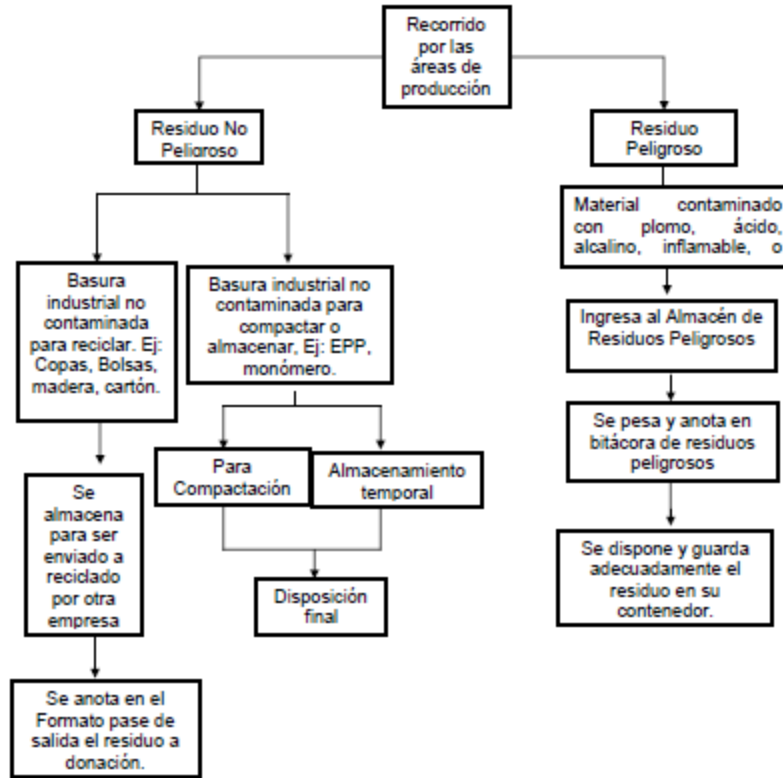 Recorrido
por las
áreas de
producción
Residuo No
Peligroso
Residuo
Peligroso
Material contaminado
con plomo, ácido,
alcalino, inflamable, o
Basura
industrial no
contaminada
para reciclar. Ej:
Copas, Bolsas,
madera, cartón.
Basura industrial no
contaminada para
compactar o
almacenar, Ej: EPP,
monómero.
Ingresa al Almacén de
Residuos Peligrosos
Se pesa y anota en
bitácora de residuos
peligrosos
Para
Compactación
Almacenamiento
temporal
Se
almacena
para ser
enviado a
reciclado
por otra
empresa
Se dispone y guarda
adecuadamente el
residuo en su
contenedor.
Disposición
final
Se anota en el
Formato pase de
salida el residuo a
donación.